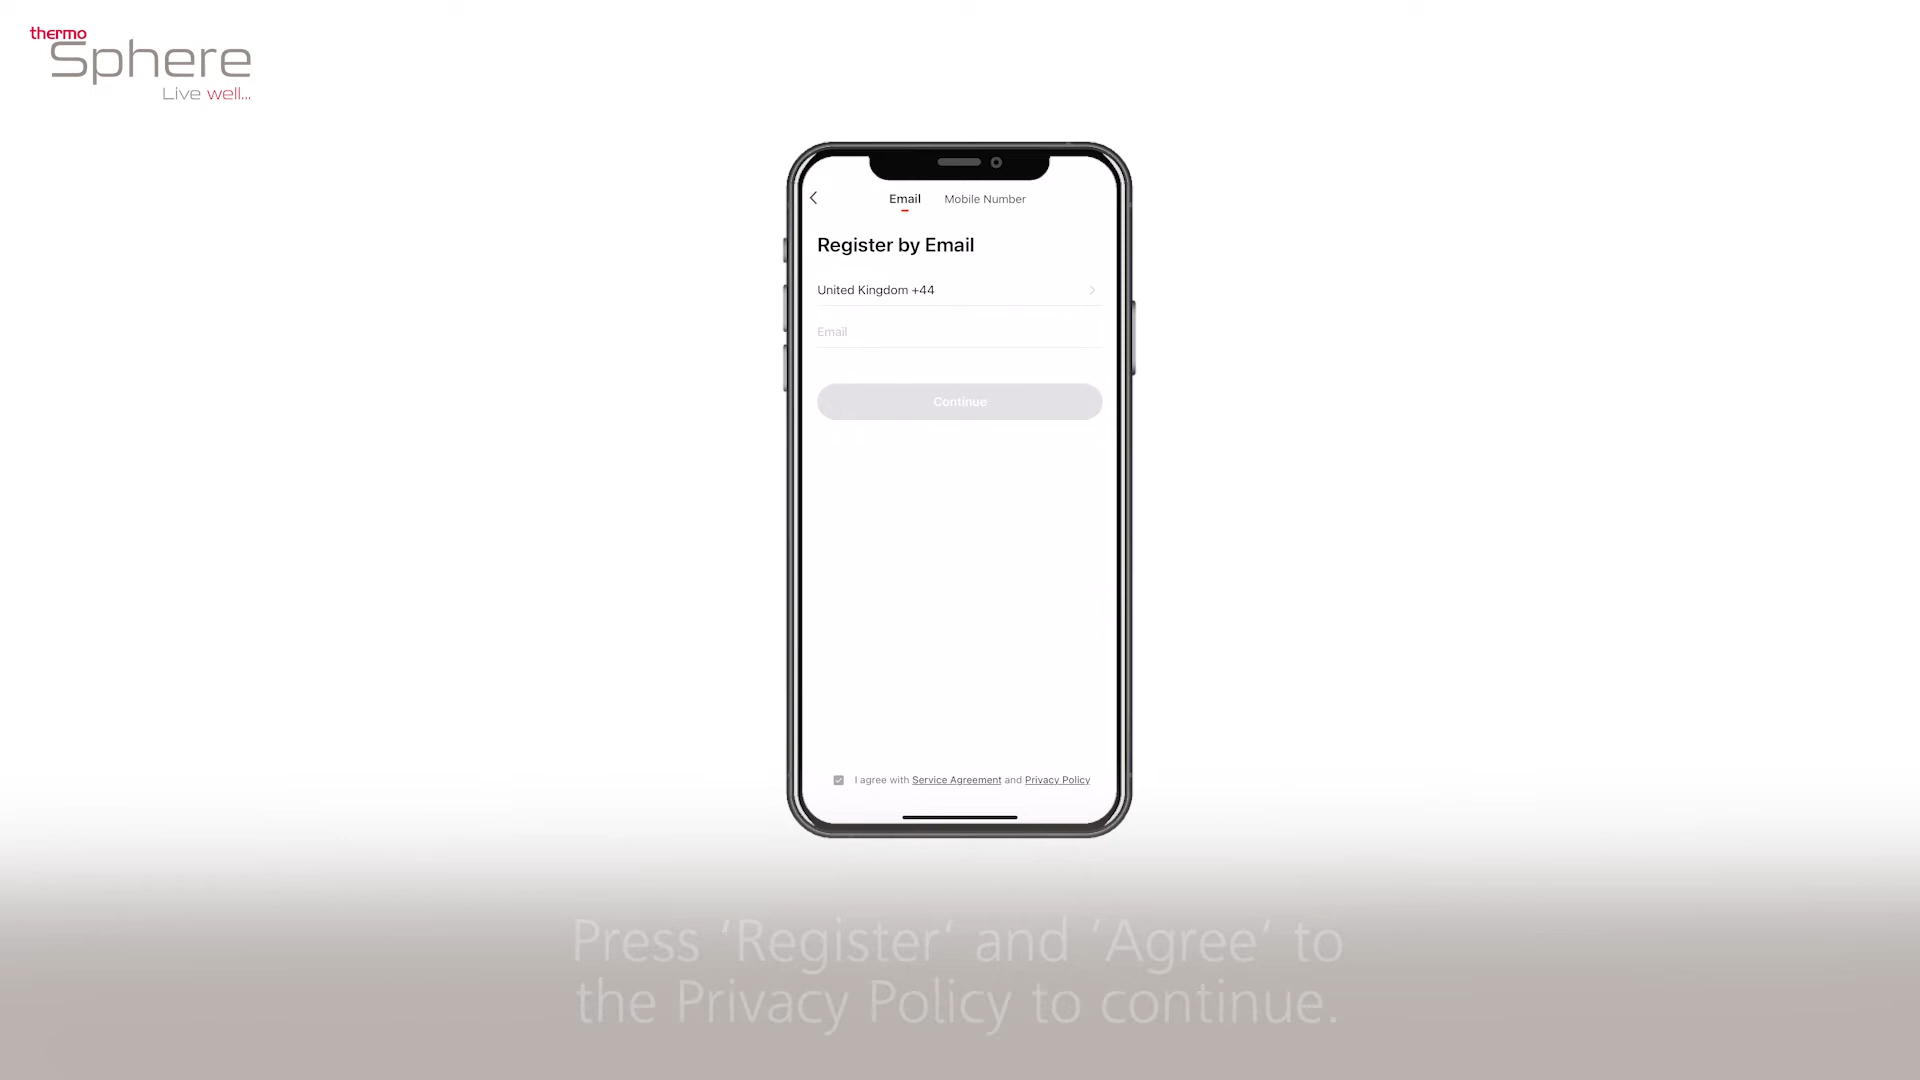 thermo
Sphere
Live well...
Email Mobile Number
Register by Email
United Kingdom +44
Email
Continue
I agree with Service Agreement and Privacy Policy
Press ‘Register‘ and ‘Agree’ to
the Privacy Policy to continue.